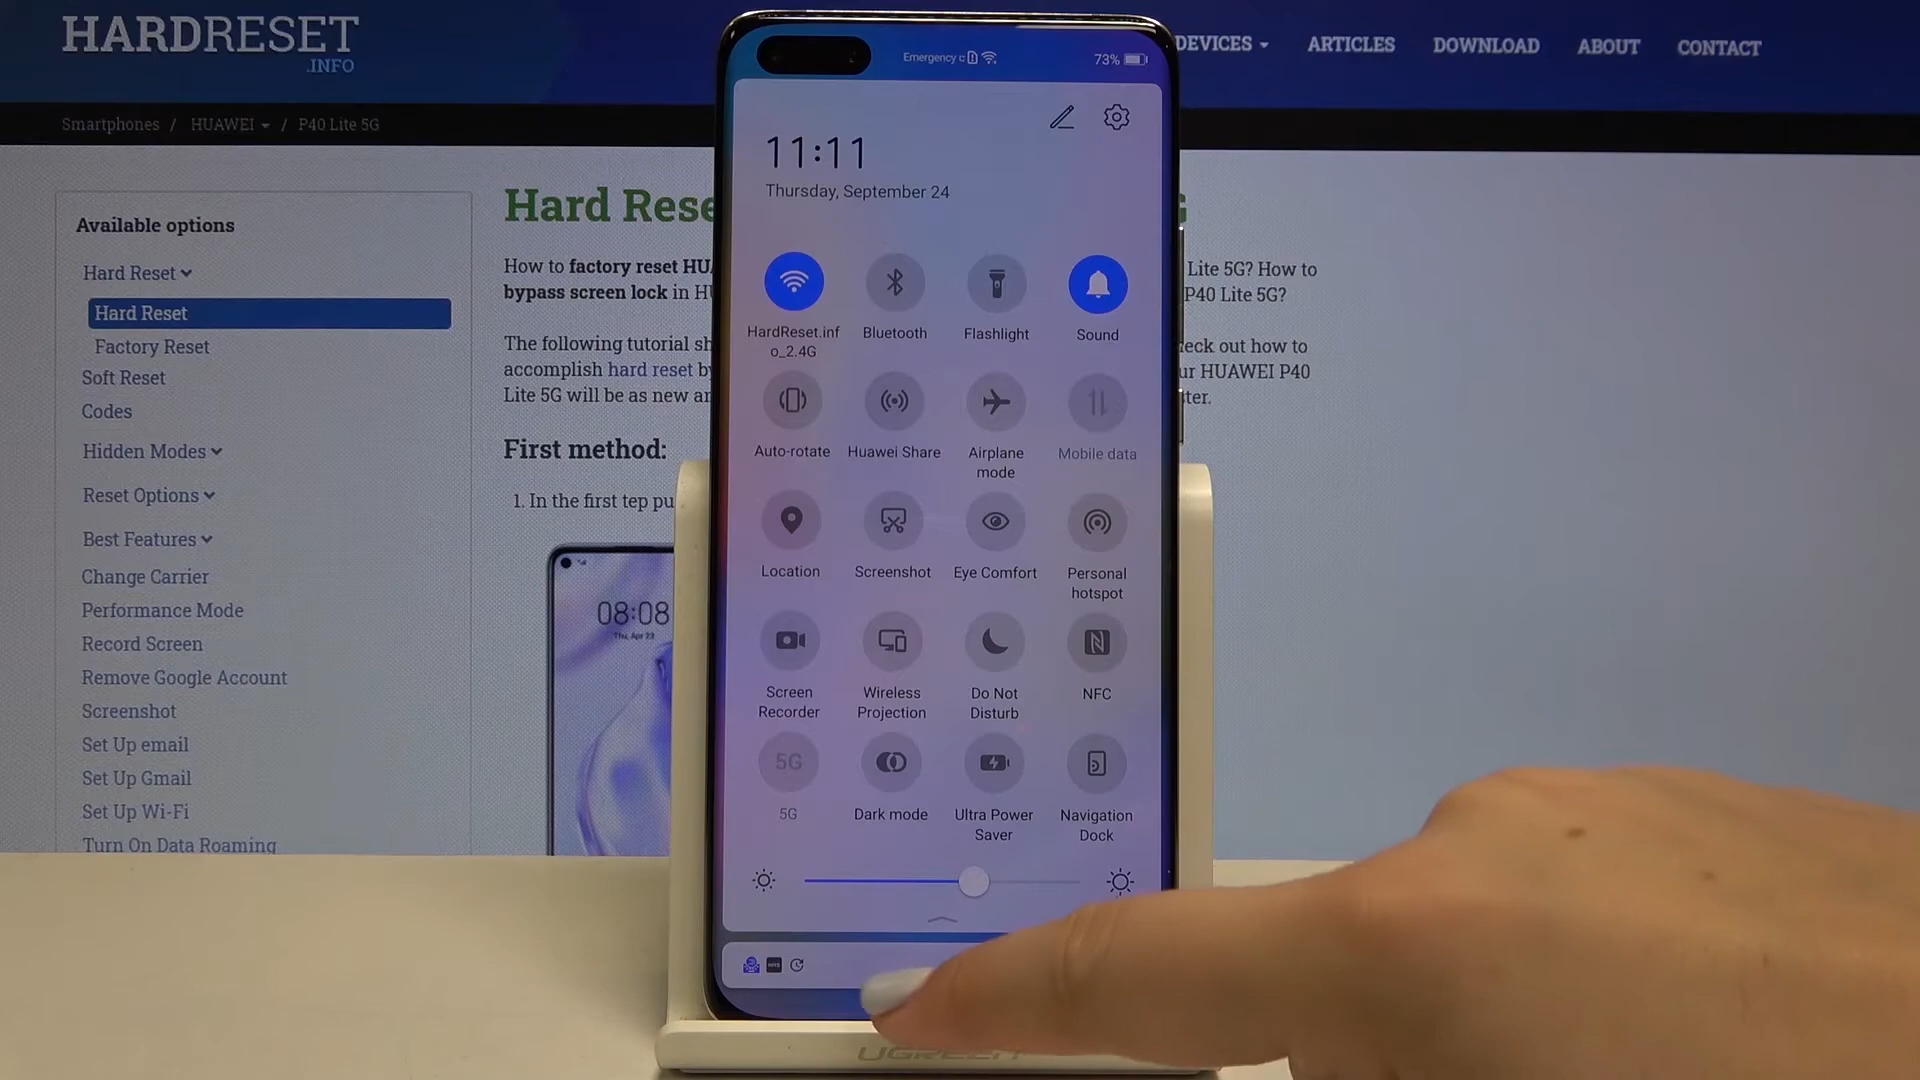 HARDRESET
.INFO
DEVICES
ARTICLES
DOWNLOAD
ABOUT
CONTACT
Smartphones / HUAWEI / P40 Lite 5G
Available options
Hard Reset
Hard Reset
Factory Reset
Soft Reset
Codes
Hidden Modes
Reset Options
Best Features
Change Carrier
Performance Mode
Record Screen
Remove Google Account
Screenshot
Set Up email
Set Up Gmail
Set Up Wi-Fi
Turn On Data Roaming
Hard Rese
How to factory reset HU
Lite 5G? How to
bypass screen lock in H
P40 Lite 5G?
The following tutorial sh
eck out how to
accomplish hard reset b
ur HUAWEI P40
Lite 5G will be as new a
ter.
First method:
1. In the first tep pu
08:08
Thu, Apr 23
Emergency c
73%
11:11
Thursday, September 24
HardReset.inf
o_2.4G
Bluetooth
Flashlight
Sound
Auto-rotate
Huawei Share
Airplane
mode
Mobile data
Location
Screenshot
Eye Comfort
Personal
hotspot
Screen
Recorder
Wireless
Projection
Do Not
Disturb
NFC
5G
5G
Dark mode
Ultra Power
Saver
Navigation
Dock
UGREEN